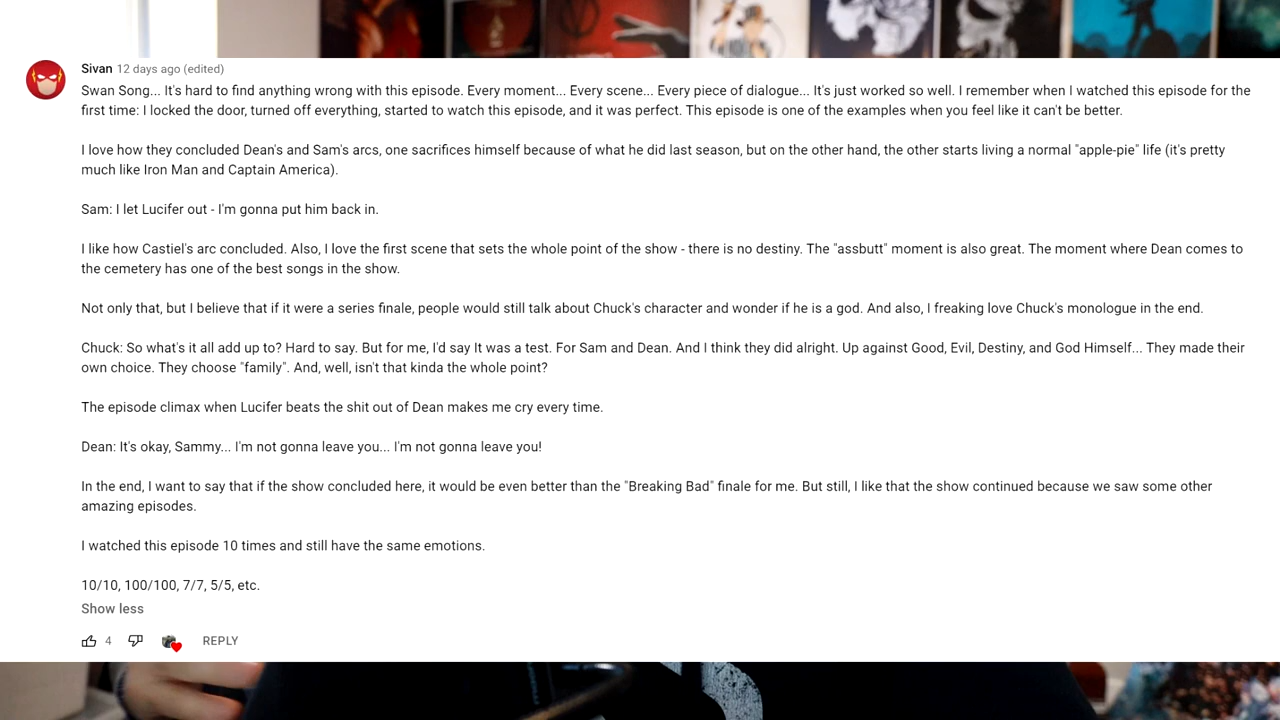 Sivan 12 days ago (edited)
Swan Song... It's hard to find anything wrong with this episode. Every moment... Every scene... Every piece of dialogue... It's just worked so well. I remember when I watched this episode for the
first time: I locked the door, turned off everything, started to watch this episode, and it was perfect. This episode is one of the examples when you feel like it can't be better.
I love how they concluded Dean's and Sam's arcs, one sacrifices himself because of what he did last season, but on the other hand, the other starts living a normal "apple-pie" life (it's pretty
much like Iron Man and Captain America).
Sam: I let Lucifer out - I'm gonna put him back in.
I like how Castiel's arc concluded. Also, I love the first scene that sets the whole point of the show - there is no destiny. The "assbutt" moment is also great. The moment where Dean comes to
the cemetery has one of the best songs in the show.
Not only that, but I believe that if it were a series finale, people would still talk about Chuck's character and wonder if he is a god. And also, I freaking love Chuck's monologue in the end.
Chuck: So what's it all add up to? Hard to say. But for me, I'd say It was a test. For Sam and Dean. And I think they did alright. Up against Good, Evil, Destiny, and God Himself... They made their
own choice. They choose "family". And, well, isn't that kinda the whole point?
The episode climax when Lucifer beats the shit out of Dean makes me cry every time.
Dean: It's okay, Sammy... I'm not gonna leave you... I'm not gonna leave you!
In the end, I want to say that if the show concluded here, it would be even better than the "Breaking Bad" finale for me. But still, I like that the show continued because we saw some other
amazing episodes.
I watched this episode 10 times and still have the same emotions.
10/10, 100/100, 7/7, 5/5, etc.
Show less
4 REPLY